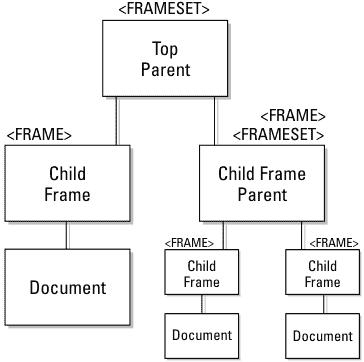 <FRAMESET>
Top
Parent
<FRAME>
<FRAME>
<FRAMESET>
Child
Frame
Child Frame
Parent
<FRAME>
<FRAME>
Child
Frame
Child
Frame
Document
Document
Document